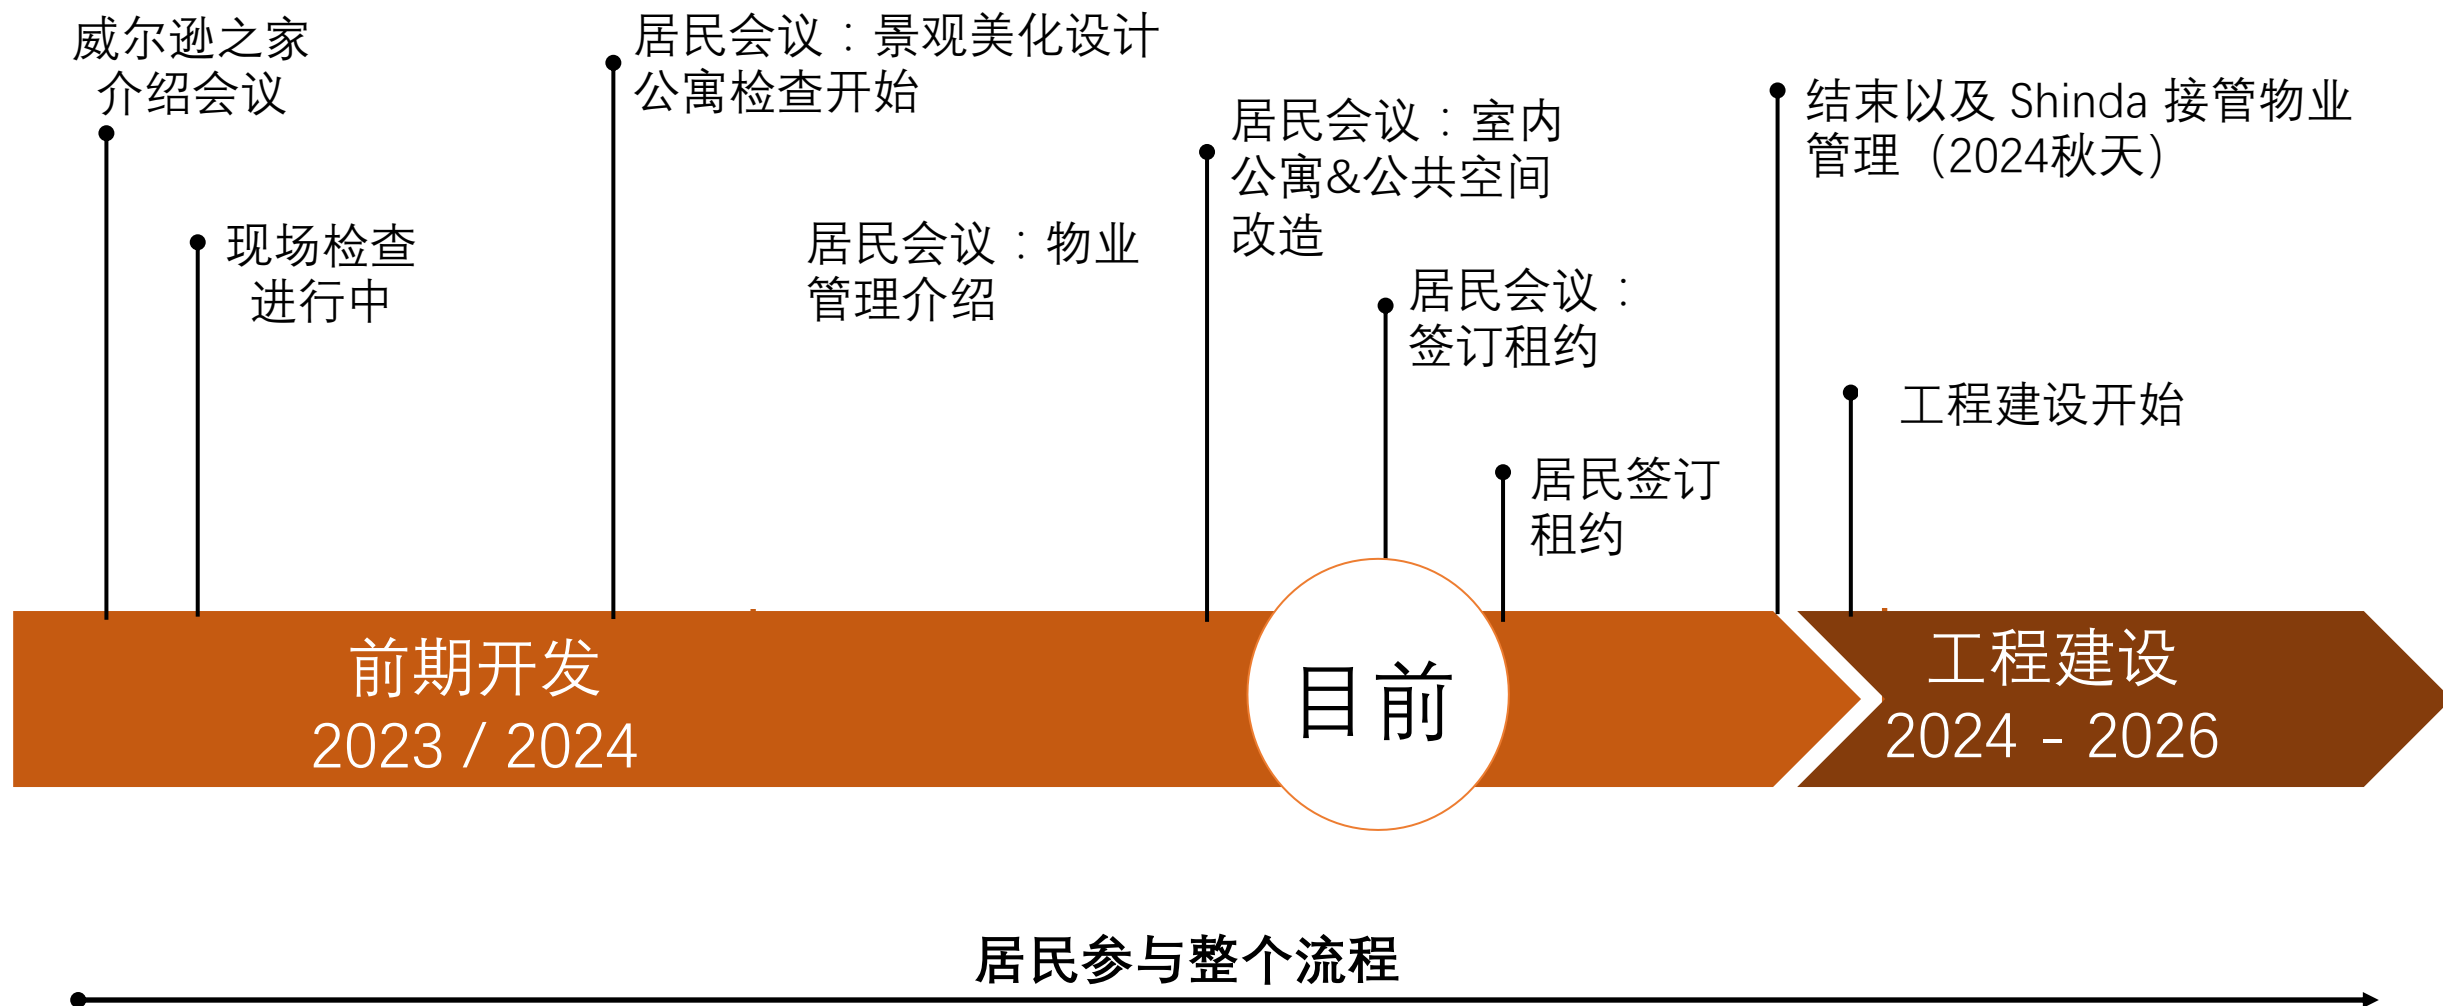 威尔逊之家
介绍会议
现场检查
进行中
居民会议：景观美化设计
公寓检查开始
居民会议：物业
管理介绍
居民会议：室内
公寓&公共空间
改造
居民会议：
签订租约
居民签订
租约
结束以及 Shinda 接管物业
管理（2024秋天）
工程建设开始
前期开发
2023 / 2024
目前
工程建设
2024 - 2026
居民参与整个流程